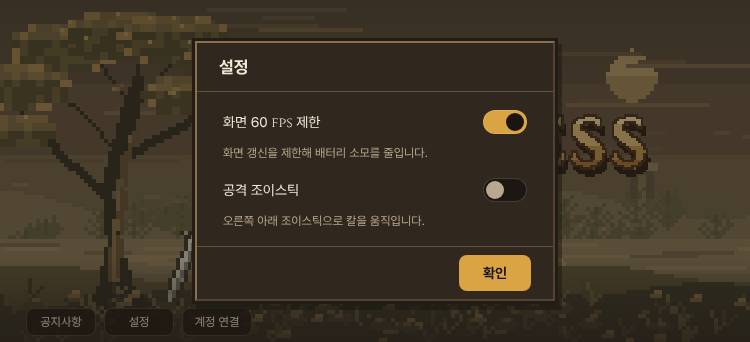 설정
화면 60 FPS 제한
화면 갱신을 제한해 배터리 소모를 줄입니다.
공격 조이스틱
오른쪽 아래 조이스틱으로 칼을 움직입니다.
확인
SS
공지사항
설정
계정 연결